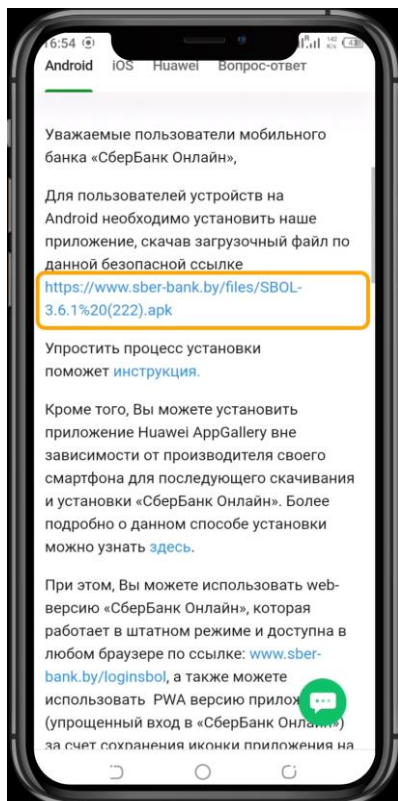 16:54
Android iOS Huawei Вопрос-ответ
Уважаемые пользователи мобильного
банка «СберБанк Онлайн»,
Для пользователей устройств на
Android необходимо установить наше
приложение, скачав загрузочный файл по
данной безопасной ссылке
https://www.sber-bank.by/files/SBOL-
3.6.1%20(222).apk
Упростить процесс установки
поможет инструкция.
Кроме того, Вы можете установить
приложение Huawei AppGallery вне
зависимости от производителя своего
смартфона для последующего скачивания
и установки «СберБанк Онлайн». Более
подробно о данном способе установки
можно узнать здесь.
При этом, Вы можете использовать web-
версию «СберБанк Онлайн», которая
работает в штатном режиме и доступна в
любом браузере по ссылке: www.sber-
bank.by/loginsbol, а также можете
использовать PWA версию прилож
(упрощенный вход в «СберБанк Онлайн»)
за счет сохранения иконки приложения на